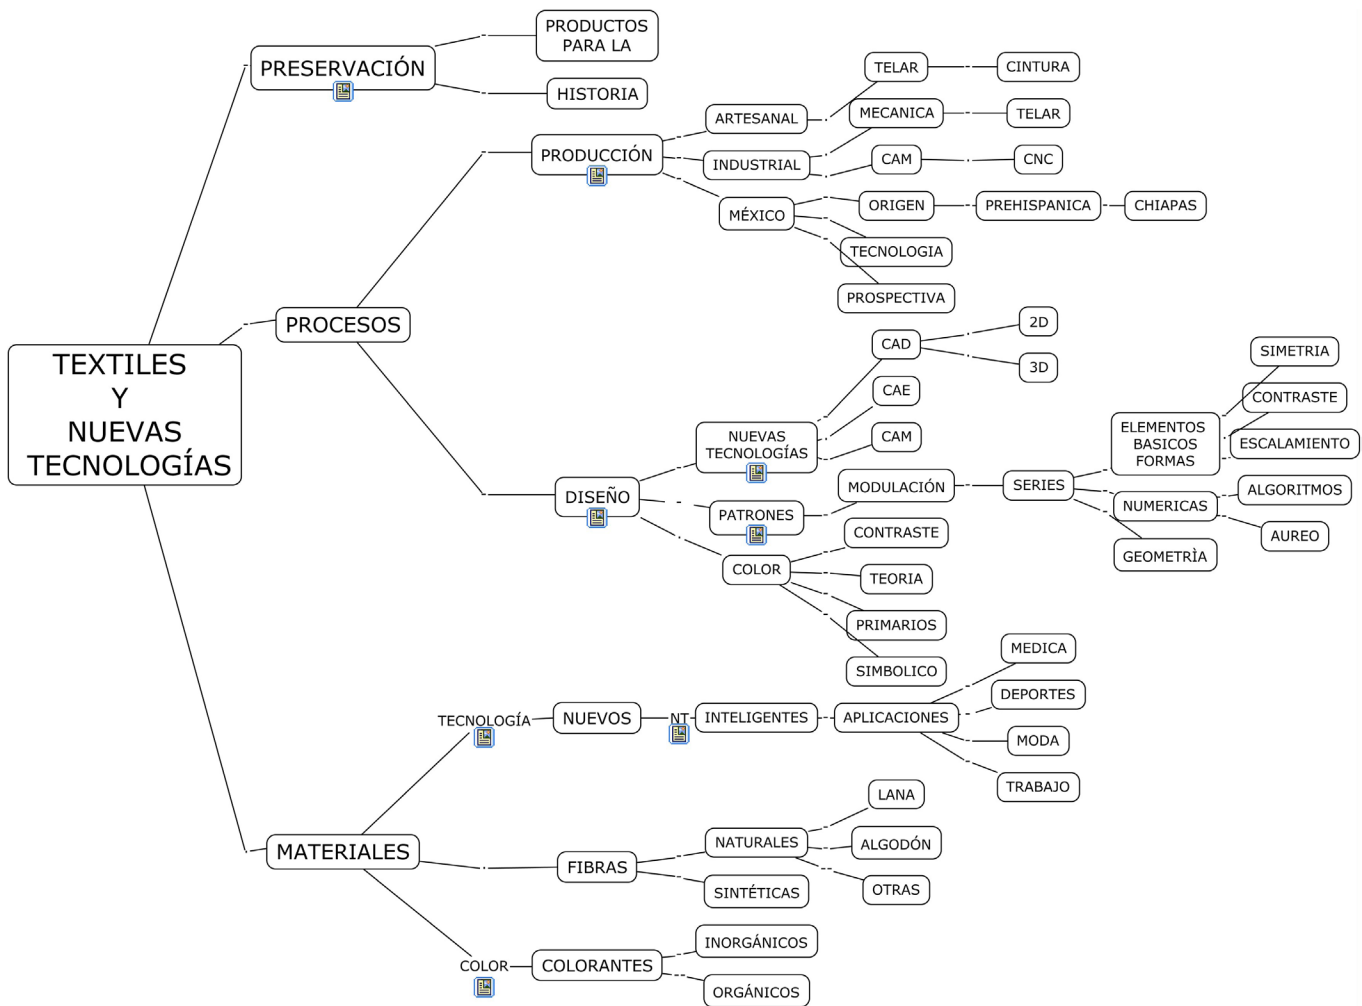 PRODUCTOS
PARA LA
PRESERVACIÓN
HISTORIA
TELAR
CINTURA
ARTESANAL
MECANICA
TELAR
PRODUCCIÓN
INDUSTRIAL
CAM
CNC
MÉXICO
ORIGEN
PREHISPANICA
CHIAPAS
TECNOLOGIA
PROSPECTIVA
PROCESOS
TEXTILES
Y
NUEVAS
TECNOLOGÍAS
CAD
2D
3D
CAE
NUEVAS
TECNOLOGÍAS
CAM
SIMETRIA
CONTRASTE
ELEMENTOS
BASICOS
FORMAS
ESCALAMIENTO
DISEÑO
PATRONES
MODULACIÓN
SERIES
NUMERICAS
ALGORITMOS
AUREO
GEOMETRÌA
COLOR
CONTRASTE
TEORIA
PRIMARIOS
SIMBOLICO
TECNOLOGÍA
NUEVOS
NT
INTELIGENTES
APLICACIONES
MEDICA
DEPORTES
MODA
TRABAJO
MATERIALES
FIBRAS
NATURALES
LANA
ALGODÓN
OTRAS
SINTÉTICAS
COLOR
COLORANTES
INORGÁNICOS
ORGÁNICOS